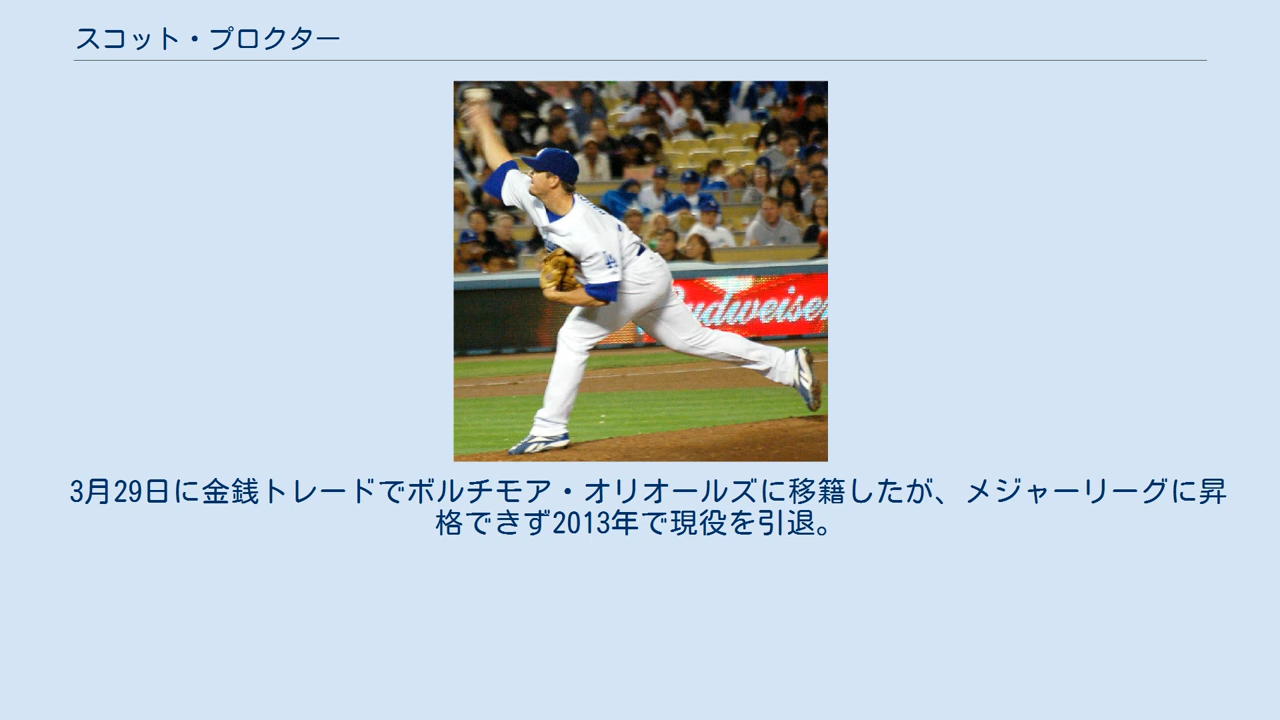 スコット・プロクター
LA
Budweiser
3月29日に金銭トレードでボルチモア・オリオールズに移籍したが、メジャーリーグに昇
格できず2013年で現役を引退。